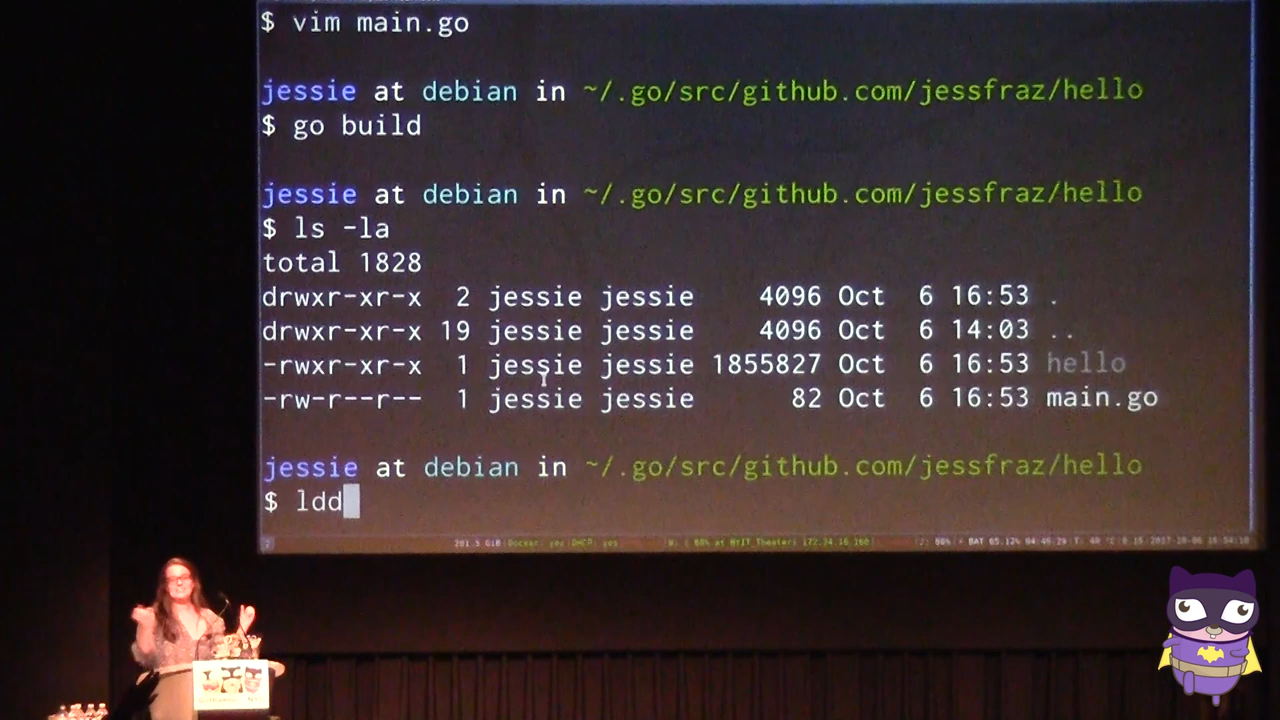 $ vim main.go
jessie at debian in ~/.go/src/github.com/jessfraz/hello
$ go build
jessie at debian in ~/.go/src/github.com/jessfraz/hello
$ ls -la
total 1828
drwxr-xr-x 2 jessie jessie 4096 Oct 6 16:53 .
drwxr-xr-x 19 jessie jessie 4096 Oct 6 14:03 ..
-rwxr-xr-x 1 jessie jessie 1855827 Oct 6 16:53 hello
-rw-r--r-- 1 jessie jessie 82 Oct 6 16:53 main.go
jessie at debian in ~/.go/src/github.com/jessfraz/hello
$ ldd